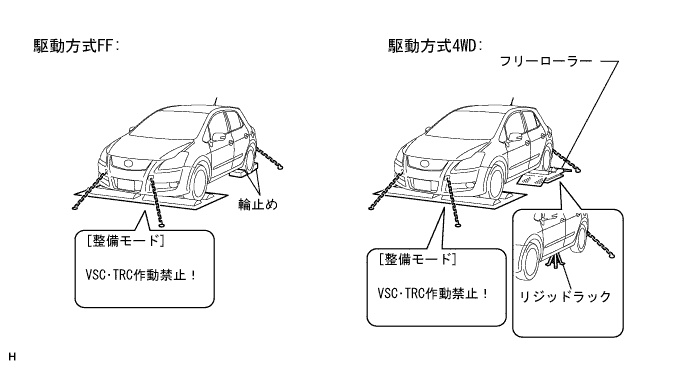 駆動方式FF:
駆動方式4WD:
フリーローラー
輪止め
[整備モード]
VSC･TRC作動禁止！
[整備モード]
VSC･TRC作動禁止！
リジッドラック
H